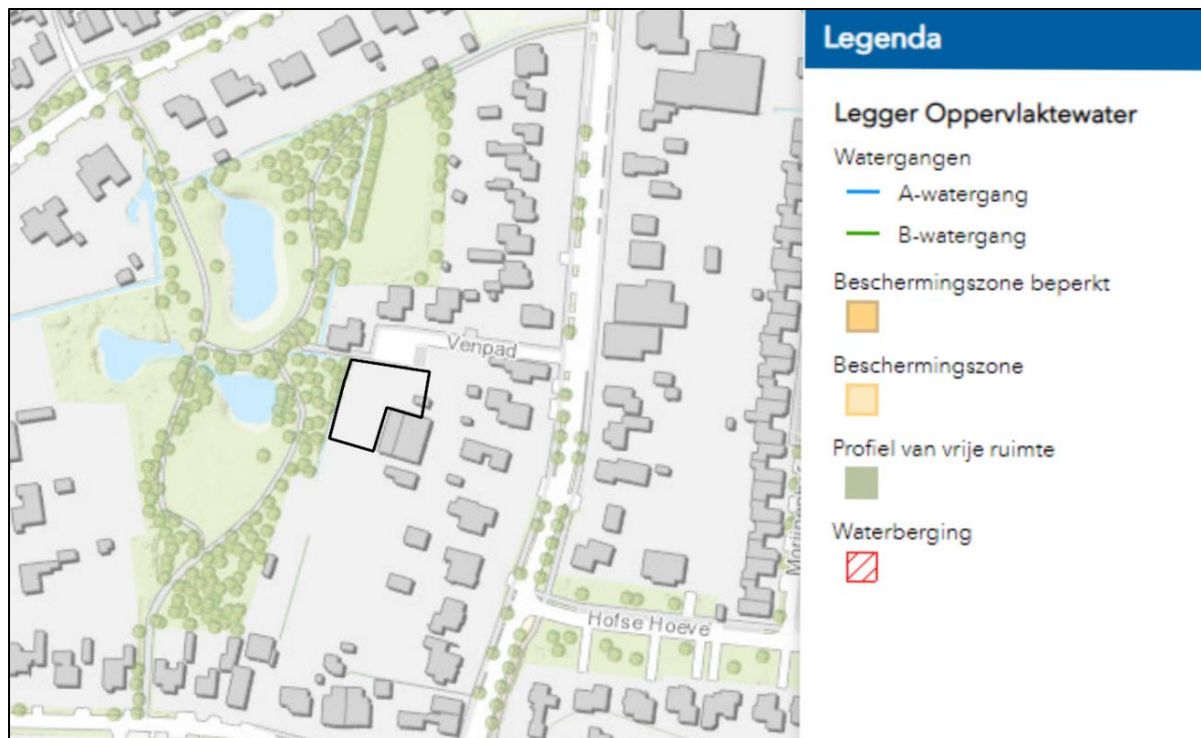 Legenda
Legger Oppervlaktewater
Watergangen
A-watergang
B-watergang
Beschermingszone beperkt
Beschermingszone
Profiel van vrije ruimte
Waterberging
Venpad
Hofse Hoeve